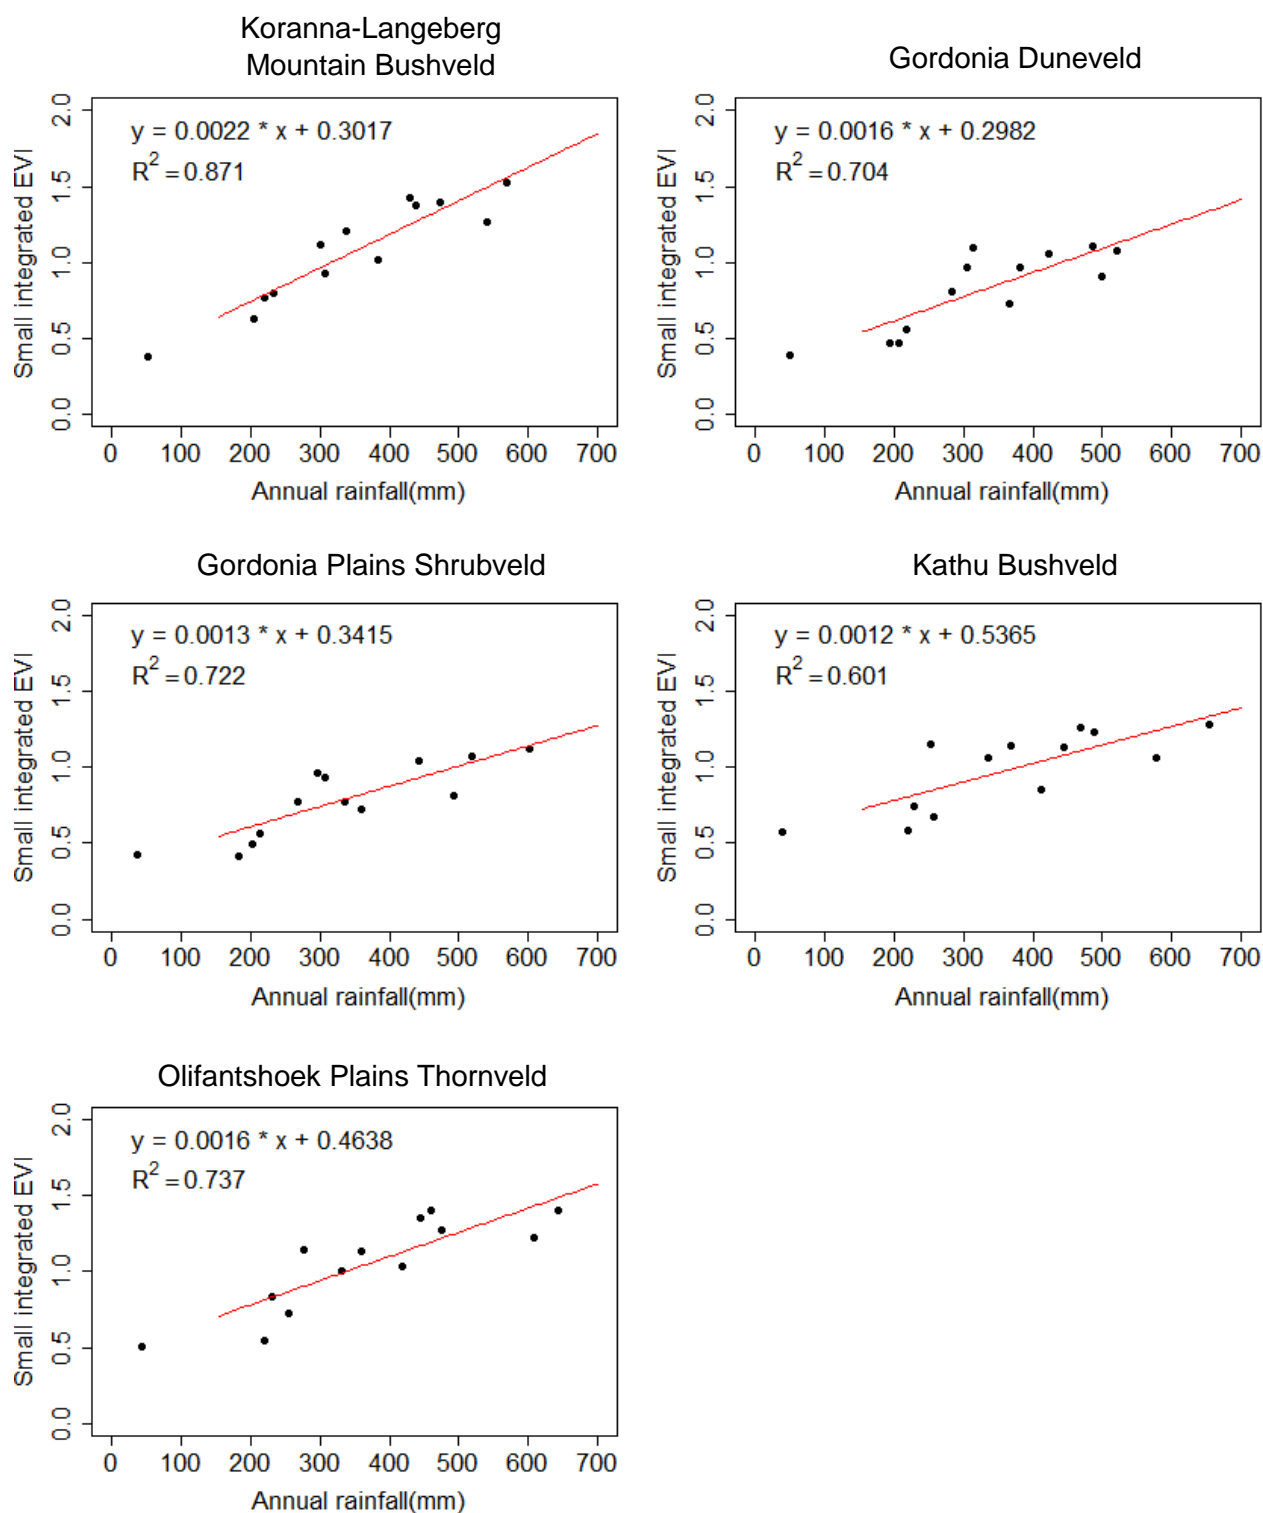 Koranna-Langeberg
Mountain Bushveld
y = 0.0022 * x + 0.3017
R² = 0.871
Small integrated EVI
0.0 0.5 1.0 1.5 2.0
0 100 200 300 400 500 600 700
Annual rainfall(mm)
Gordonia Duneveld
y = 0.0016 * x + 0.2982
R² = 0.704
Small integrated EVI
0.0 0.5 1.0 1.5 2.0
0 100 200 300 400 500 600 700
Annual rainfall(mm)
Gordonia Plains Shrubveld
y = 0.0013 * x + 0.3415
R² = 0.722
Small integrated EVI
0.0 0.5 1.0 1.5 2.0
0 100 200 300 400 500 600 700
Annual rainfall(mm)
Kathu Bushveld
y = 0.0012 * x + 0.5365
R² = 0.601
Small integrated EVI
0.0 0.5 1.0 1.5 2.0
0 100 200 300 400 500 600 700
Annual rainfall(mm)
Olifantshoek Plains Thornveld
y = 0.0016 * x + 0.4638
R² = 0.737
Small integrated EVI
0.0 0.5 1.0 1.5 2.0
0 100 200 300 400 500 600 700
Annual rainfall(mm)